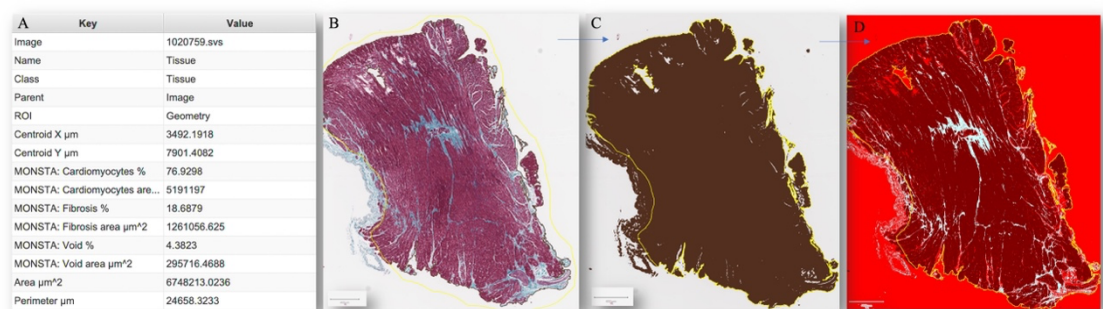 A Key Value
Image 1020759.svs
Name Tissue
Class Tissue
Parent Image
ROI Geometry
Centroid X μm 3492.1918
Centroid Y μm 7901.4082
MONSTA: Cardiomyocytes % 76.9298
MONSTA: Cardiomyocytes are... 5191197
MONSTA: Fibrosis % 18.6879
MONSTA: Fibrosis area μm^2 1261056.625
MONSTA: Void % 4.3823
MONSTA: Void area μm^2 295716.4688
Area μm^2 6748213.0236
Perimeter μm 24658.3233
B
C
D